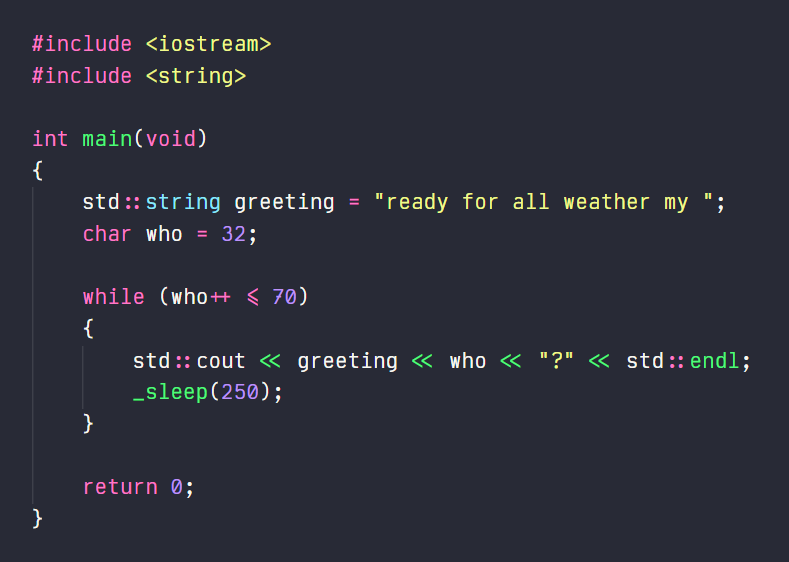 #include <iostream>
#include <string>

int main(void)
{
    std::string greeting = "ready for all weather my ";
    char who = 32;

    while (who++ <= 70)
    {
        std::cout << greeting << who << "?" << std::endl;
        _sleep(250);
    }

    return 0;
}